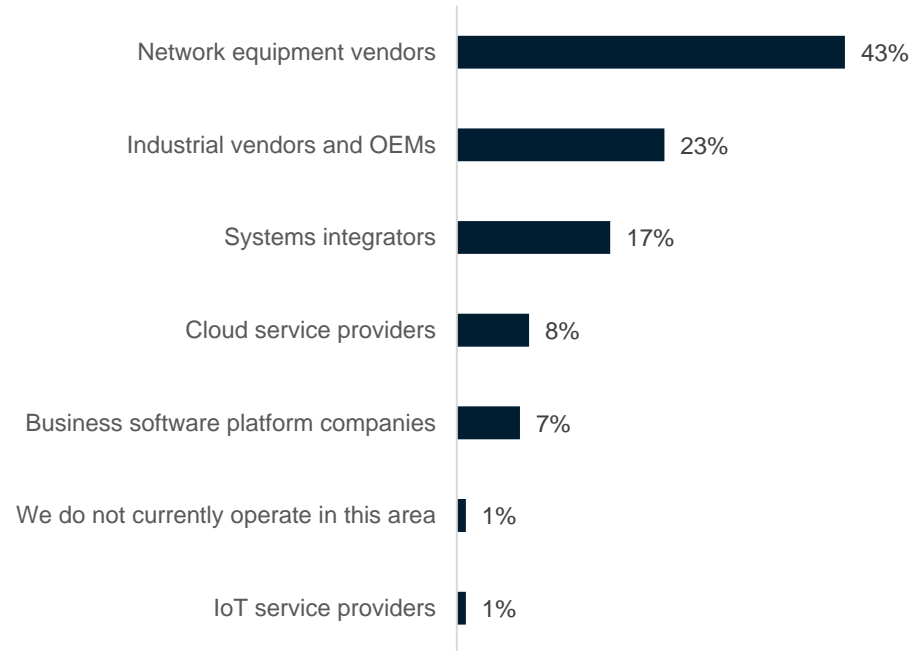 Network equipment vendors 43%
Industrial vendors and OEMs 23%
Systems integrators 17%
Cloud service providers 8%
Business software platform companies 7%
We do not currently operate in this area 1%
IoT service providers 1%